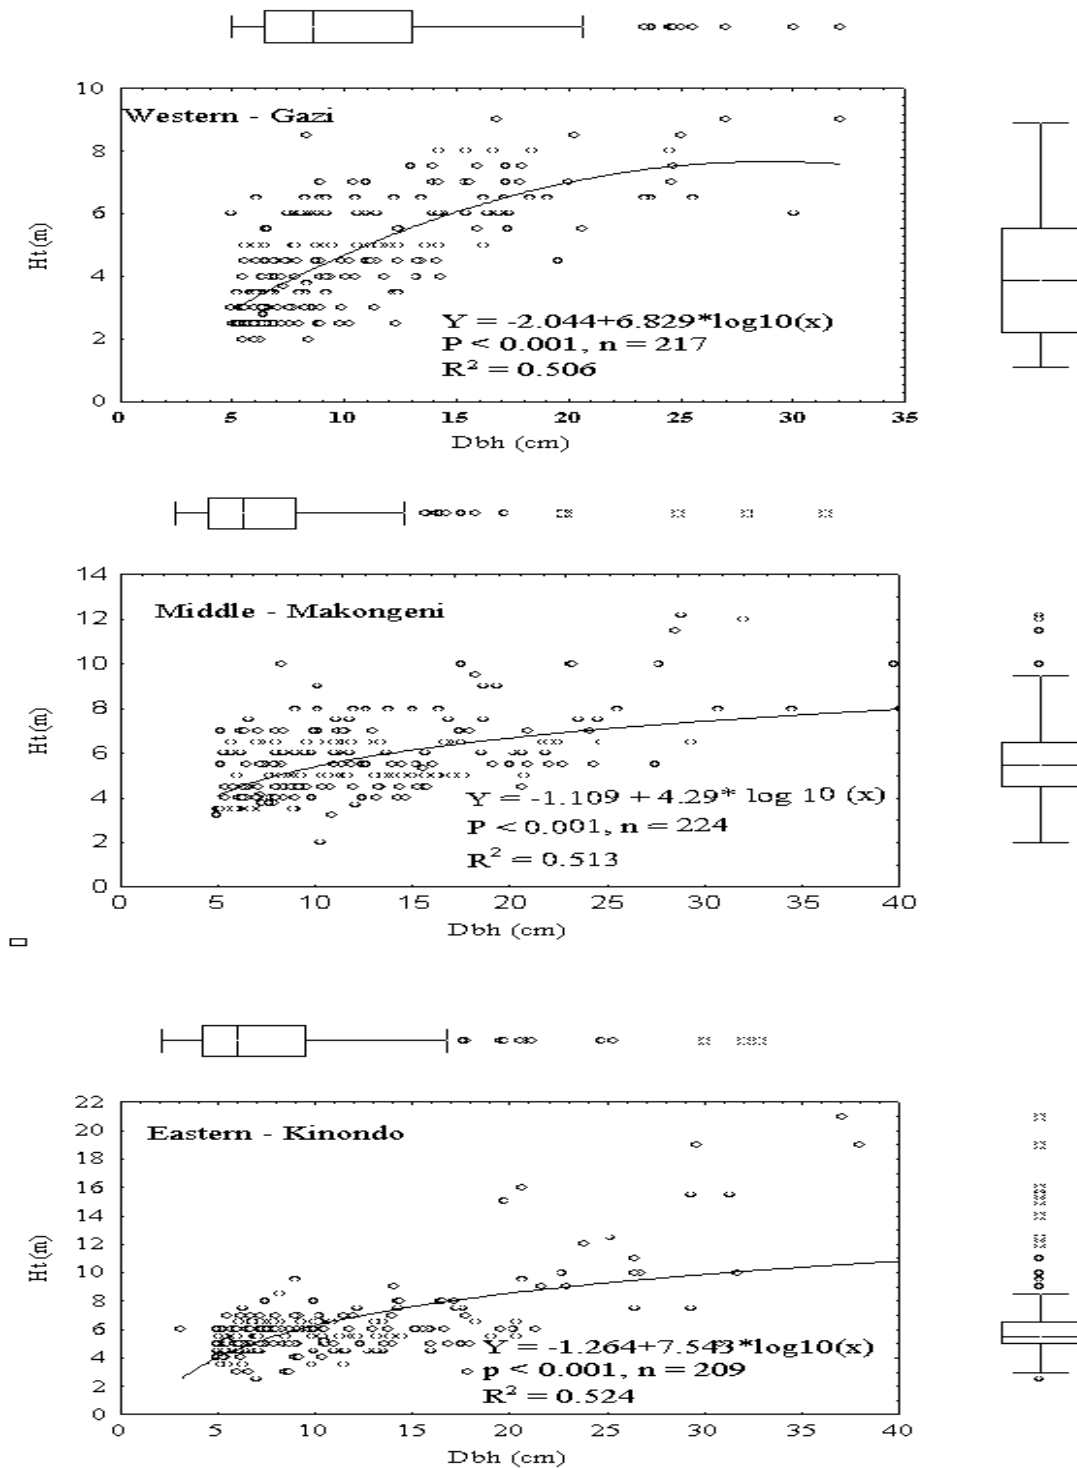 Western - Gazi
10
8
6
4
2
0
Ht(m)
Y = -2.044+6.829*log10(x)
P < 0.001, n = 217
R² = 0.506
0 5 10 15 20 25 30 35
Dbh (cm)
Middle - Makongeni
14
12
10
8
6
4
2
0
Ht(m)
Y = -1.109 + 4.29* log 10 (x)
P < 0.001, n = 224
R² = 0.513
0 5 10 15 20 25 30 35 40
Dbh (cm)
Eastern - Kinondo
22
20
18
16
14
12
10
8
6
4
2
0
Ht(m)
Y = -1.264+7.543*log10(x)
p < 0.001, n = 209
R² = 0.524
0 5 10 15 20 25 30 35 40
Dbh (cm)